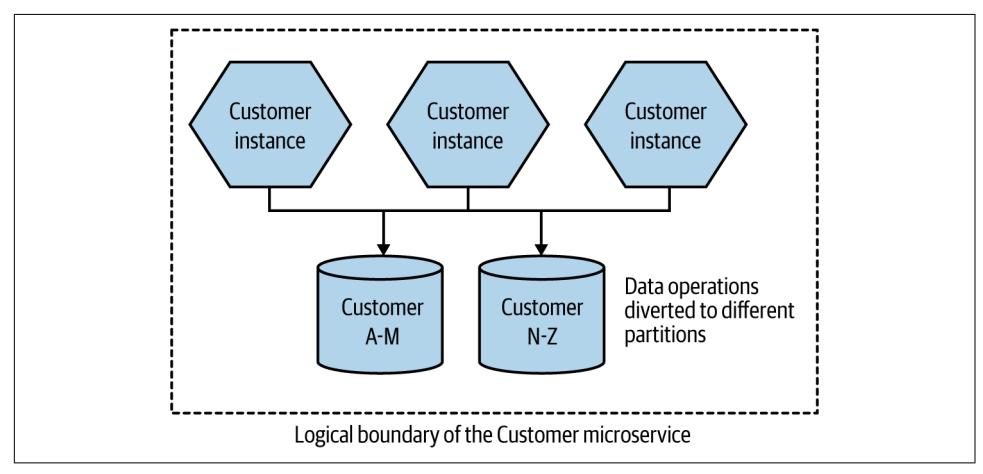 Customer
instance
Customer
instance
Customer
instance
Customer
A-M
Customer
N-Z
Data operations
diverted to different
partitions
Logical boundary of the Customer microservice